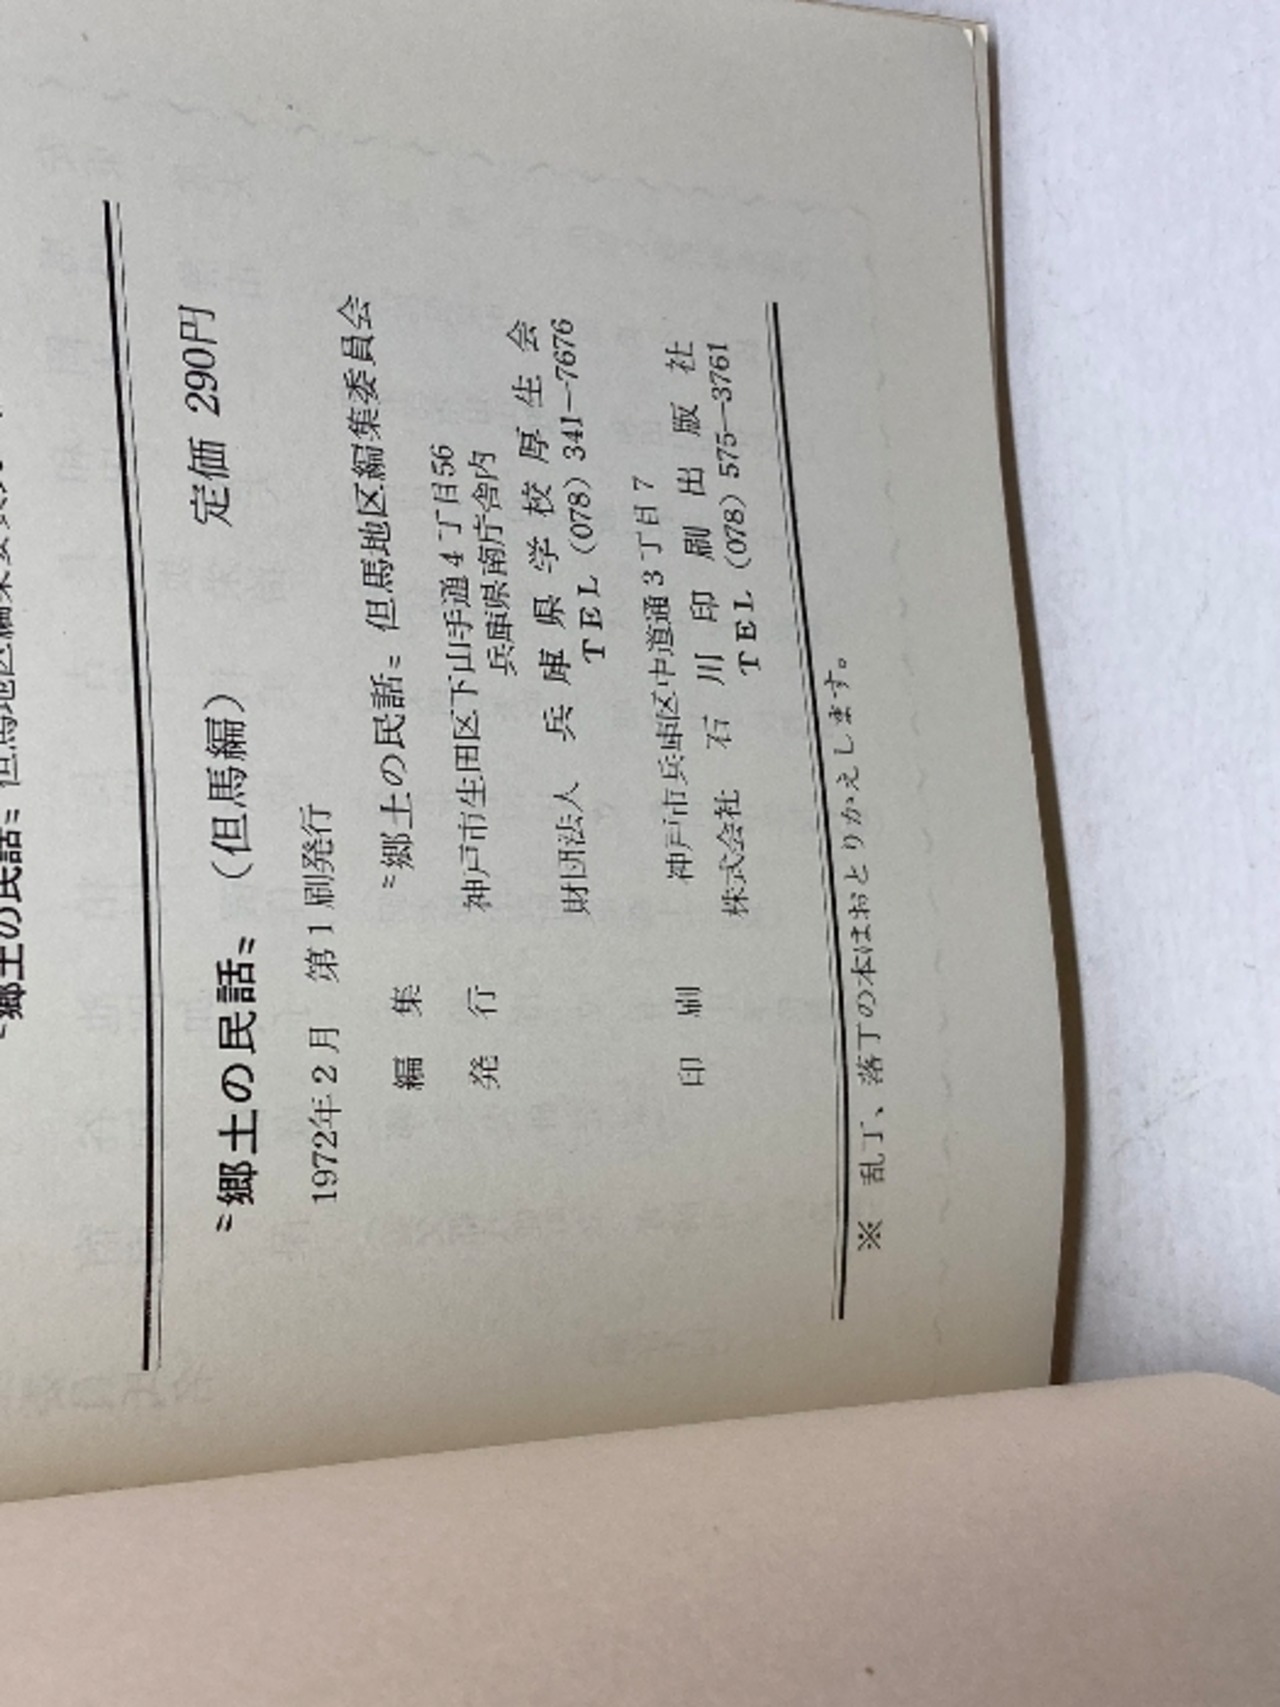 〝郷土の民話〟 但馬地区編集委員
〝郷土の民話〟 (但馬編) 定価 290円
1972年2月 第1刷発行
編集 〝郷土の民話〟 但馬地区編集委員会
発行 神戸市生田区下山手通4丁目56
兵庫県南庁舎内
財団法人 兵庫県学校厚生会
TEL (078) 341―7676
印刷 神戸市兵庫区中道通3丁目7
株式会社 石川印刷出版社
TEL (078) 575―3761
※ 乱丁、落丁の本はおとりかえします。